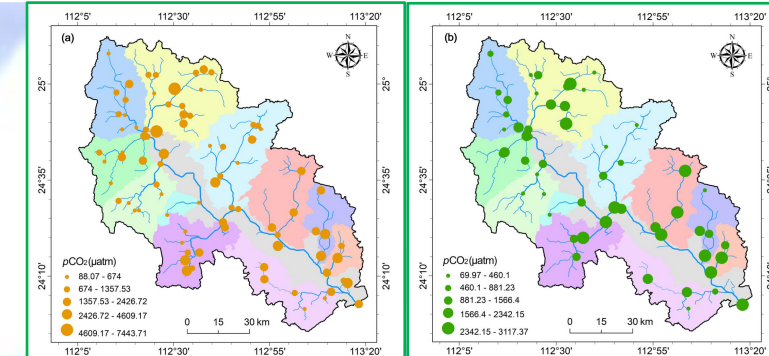 112°5' 112°30' 112°55' 113°20'
(a)
N
W E
S
25°
24°35'
24°10'
pCO₂(μatm)
88.07 - 674
674 - 1357.53
1357.53 - 2426.72
2426.72 - 4609.17
4609.17 - 7443.71
0 15 30 km
112°5' 112°30' 112°55' 113°20'
112°5' 112°30' 112°55' 113°20'
(b)
N
W E
S
25°
24°35'
24°10'
25°
24°35'
24°10'
pCO₂(μatm)
69.97 - 460.1
460.1 - 881.23
881.23 - 1566.4
1566.4 - 2342.15
2342.15 - 3117.37
0 15 30 km
112°5' 112°30' 112°55' 113°20'